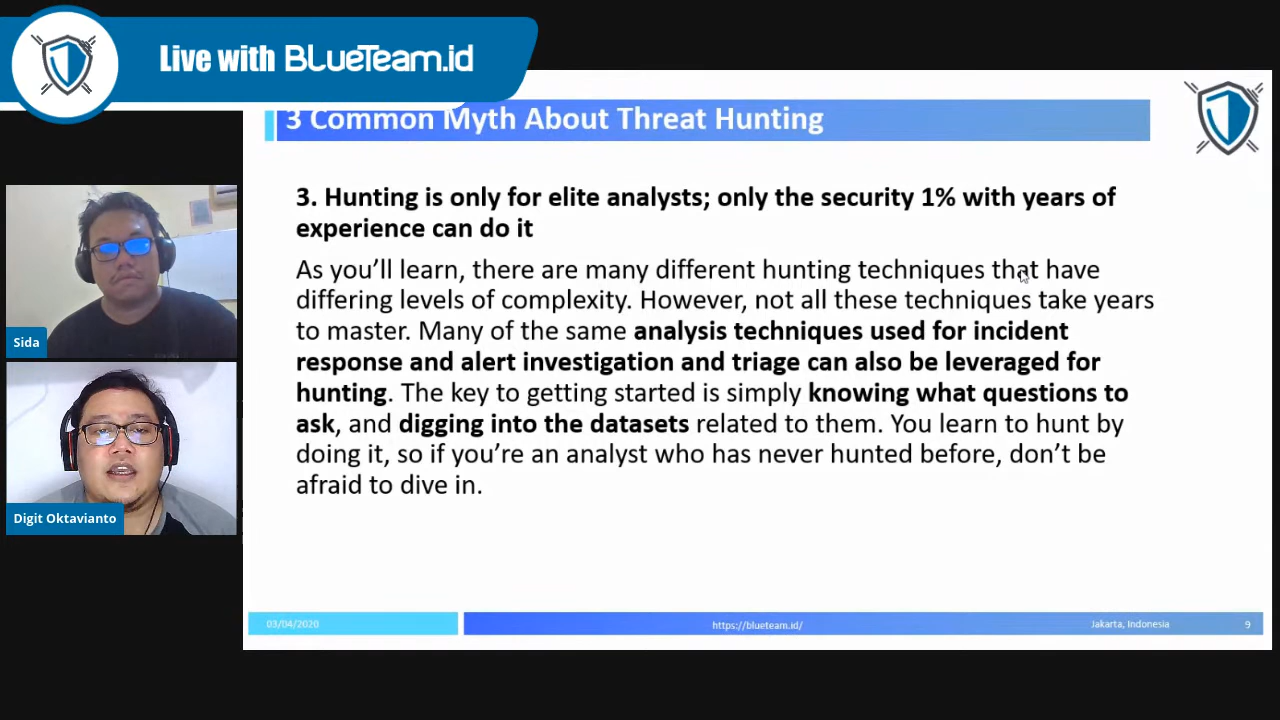 Live with BLueTeam.id
3 Common Myth About Threat Hunting
3. Hunting is only for elite analysts; only the security 1% with years of
experience can do it
As you’ll learn, there are many different hunting techniques that have
differing levels of complexity. However, not all these techniques take years
to master. Many of the same analysis techniques used for incident
response and alert investigation and triage can also be leveraged for
hunting. The key to getting started is simply knowing what questions to
ask, and digging into the datasets related to them. You learn to hunt by
doing it, so if you’re an analyst who has never hunted before, don’t be
afraid to dive in.
Sida
Digit Oktavianto
03/04/2020
https://blueteam.id/
Jakarta, Indonesia
9